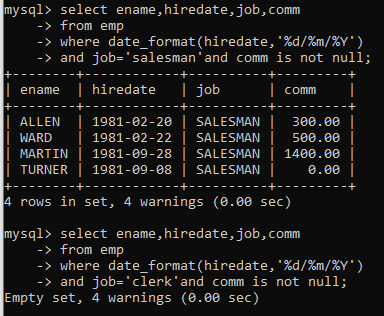 mysql> select ename,hiredate,job,comm
    -> from emp
    -> where date_format(hiredate,'%d/%m/%Y')
    -> and job='salesman'and comm is not null;
+--------+------------+----------+---------+
| ename  | hiredate   | job      | comm    |
+--------+------------+----------+---------+
| ALLEN  | 1981-02-20 | SALESMAN |  300.00 |
| WARD   | 1981-02-22 | SALESMAN |  500.00 |
| MARTIN | 1981-09-28 | SALESMAN | 1400.00 |
| TURNER | 1981-09-08 | SALESMAN |    0.00 |
+--------+------------+----------+---------+
4 rows in set, 4 warnings (0.00 sec)

mysql> select ename,hiredate,job,comm
    -> from emp
    -> where date_format(hiredate,'%d/%m/%Y')
    -> and job='clerk'and comm is not null;
Empty set, 4 warnings (0.00 sec)